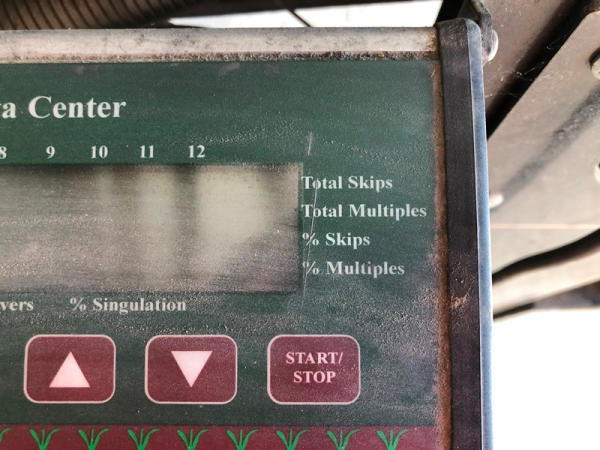 a Center
8 9 10 11 12
Total Skips
Total Multiples
% Skips
% Multiples
vers % Singulation
START/
STOP